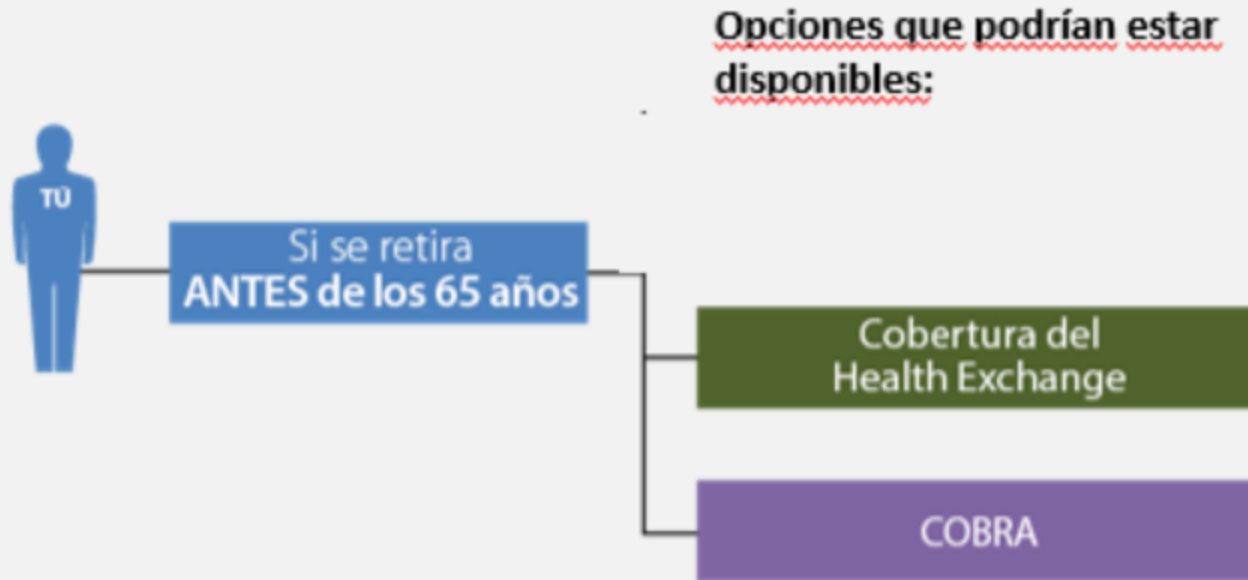 Opciones que podrían estar
disponibles:
TÚ
Si se retira
ANTES de los 65 años
Cobertura del
Health Exchange
COBRA